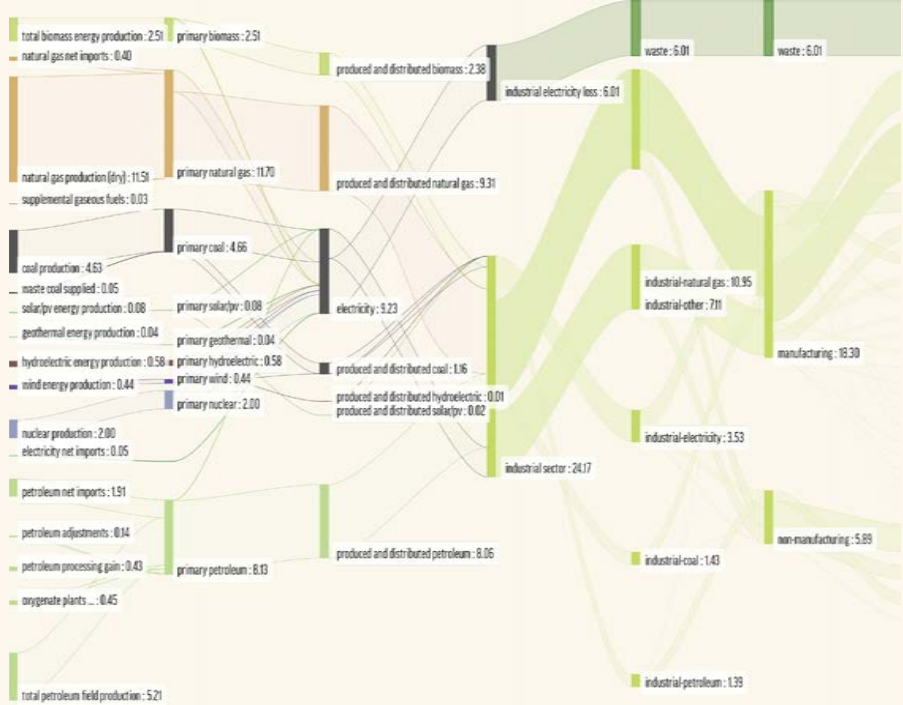 total biomass energy production : 2.51
natural gas net imports : 0.40
natural gas production (dry) : 11.51
supplemental gaseous fuels : 0.03
coal production : 4.63
waste coal supplied : 0.05
solar/pv energy production : 0.08
geothermal energy production : 0.04
hydroelectric energy production : 0.58
wind energy production : 0.44
nuclear production : 2.00
electricity net imports : 0.05
petroleum net imports : 1.91
petroleum adjustments : 0.14
petroleum processing gain : 0.43
oxygenate plants ... : 0.45
total petroleum field production : 5.21
primary biomass : 2.51
primary natural gas : 11.70
primary coal : 4.66
primary solar/pv : 0.08
primary geothermal : 0.04
primary hydroelectric : 0.58
primary wind : 0.44
primary nuclear : 2.00
primary petroleum : 8.13
produced and distributed biomass : 2.38
produced and distributed natural gas : 9.31
electricity : 9.23
produced and distributed coal : 1.16
produced and distributed hydroelectric : 0.01
produced and distributed solar/pv : 0.02
produced and distributed petroleum : 8.06
industrial electricity loss : 6.01
industrial sector : 24.17
waste : 6.01
industrial-natural gas : 10.95
industrial-other : 7.11
industrial-electricity : 3.53
industrial-coal : 1.43
industrial-petroleum : 1.39
waste : 6.01
manufacturing : 18.30
non-manufacturing : 5.89